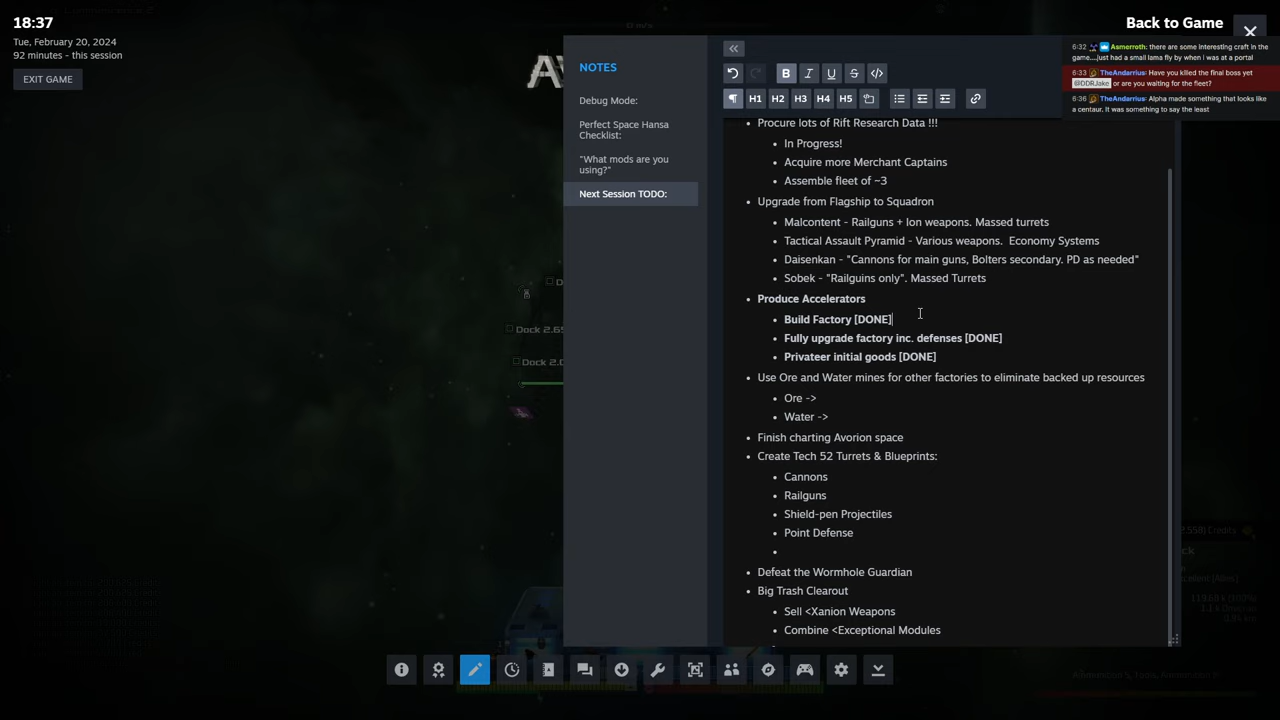 18:37
Tue, February 20, 2024
92 minutes - this session
EXIT GAME
Back to Game
6:32 Asmerroth: there are some interesting craft in the
game....just had a small lama fly by when i was at a portal
6:33 TheAndarrius: Have you killed the final boss yet
@DDRJake or are you waiting for the fleet?
6:36 TheAndarrius: Alpha made something that looks like
a centaur. It was something to say the least
NOTES
Debug Mode:
Perfect Space Hansa
Checklist:
"What mods are you
using?"
Next Session TODO:
B I U S </>
¶ H1 H2 H3 H4 H5
Procure lots of Rift Research Data !!!
In Progress!
Acquire more Merchant Captains
Assemble fleet of ~3
Upgrade from Flagship to Squadron
Malcontent - Railguns + Ion weapons. Massed turrets
Tactical Assault Pyramid - Various weapons. Economy Systems
Daisenkan - "Cannons for main guns, Bolters secondary. PD as needed"
Sobek - "Railguins only". Massed Turrets
Produce Accelerators
Build Factory [DONE]
Fully upgrade factory inc. defenses [DONE]
Privateer initial goods [DONE]
Use Ore and Water mines for other factories to eliminate backed up resources
Ore ->
Water ->
Finish charting Avorion space
Create Tech 52 Turrets & Blueprints:
Cannons
Railguns
Shield-pen Projectiles
Point Defense
Defeat the Wormhole Guardian
Big Trash Clearout
Sell <Xanion Weapons
Combine <Exceptional Modules
Dock 2.6
Dock 2.